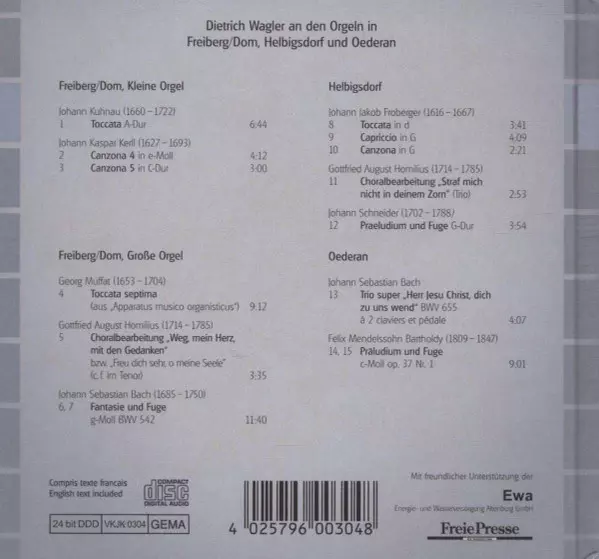 Dietrich Wagler an den Orgeln in
Freiberg/Dom, Helbigsdorf und Oederan
Freiberg/Dom, Kleine Orgel
Johann Kuhnau (1660–1722)
1 Toccata A-Dur 6:44
Johann Kaspar Kerll (1627–1693)
2 Canzona 4 in e-Moll 4:12
3 Canzona 5 in C-Dur 3:00
Freiberg/Dom, Große Orgel
Georg Muffat (1653–1704)
4 Toccata septima
(aus „Apparatus musico organisticus“) 9:12
Gottfried August Homilius (1714–1785)
5 Choralbearbeitung „Weg, mein Herz,
mit den Gedanken“
bzw. „Freu dich sehr, o meine Seele“
(c. f. im Tenor) 3:35
Johann Sebastian Bach (1685–1750)
6, 7 Fantasie und Fuge
g-Moll BWV 542 11:40
Helbigsdorf
Johann Jakob Froberger (1616–1667)
8 Toccata in d 3:41
9 Capriccio in G 4:09
10 Canzona in G 2:21
Gottfried August Homilius (1714–1785)
11 Choralbearbeitung „Straf mich
nicht in deinem Zorn“ (Trio) 2:53
Johann Schneider (1702–1788)
12 Praeludium und Fuge G-Dur 3:54
Oederan
Johann Sebastian Bach
13 Trio super „Herr Jesu Christ, dich
zu uns wend“ BWV 655
à 2 claviers et pédale 4:07
Felix Mendelssohn Bartholdy (1809–1847)
14, 15 Präludium und Fuge
c-Moll op. 37 Nr. 1 9:01
Compris texte francais
English text included
COMPACT
disc
DIGITAL AUDIO
24 bit DDD VKJK 0304 GEMA
4 025796 003048
Mit freundlicher Unterstützung der
Ewa
Energie- und Wasserversorgung Altenburg GmbH
Freie Presse